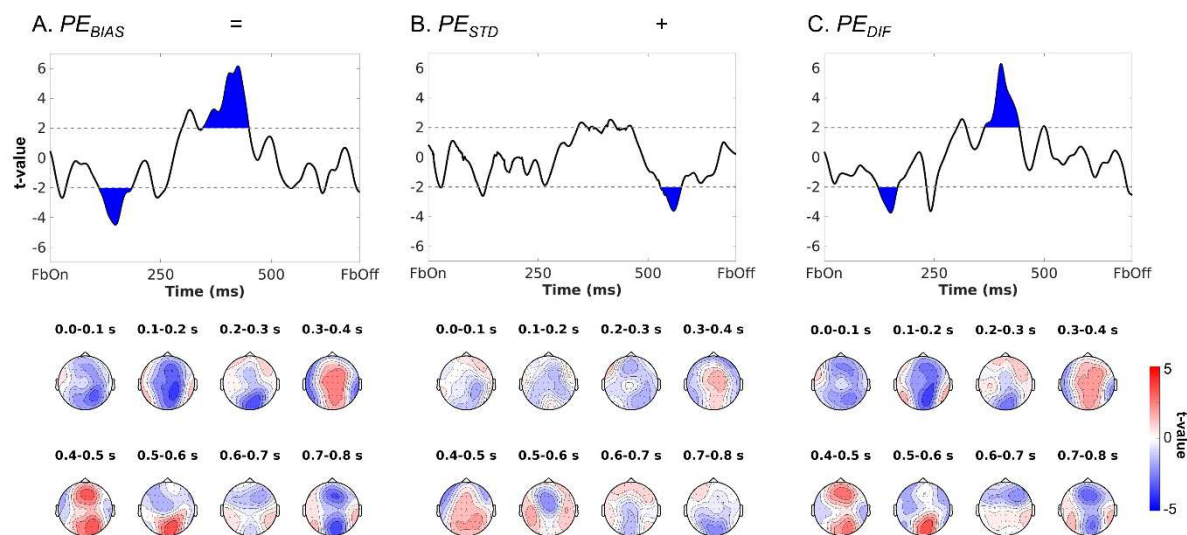 A. PE_BIAS = B. PE_STD + C. PE_DIF
6 6 6
4 4 4
2 2 2
0 0 0
-2 -2 -2
-4 -4 -4
-6 -6 -6
t-value
FbOn 250 500 FbOff FbOn 250 500 FbOff FbOn 250 500 FbOff
Time (ms) Time (ms) Time (ms)
0.0-0.1 s 0.1-0.2 s 0.2-0.3 s 0.3-0.4 s 0.0-0.1 s 0.1-0.2 s 0.2-0.3 s 0.3-0.4 s 0.0-0.1 s 0.1-0.2 s 0.2-0.3 s 0.3-0.4 s
0.4-0.5 s 0.5-0.6 s 0.6-0.7 s 0.7-0.8 s 0.4-0.5 s 0.5-0.6 s 0.6-0.7 s 0.7-0.8 s 0.4-0.5 s 0.5-0.6 s 0.6-0.7 s 0.7-0.8 s
5
0
-5
t-value